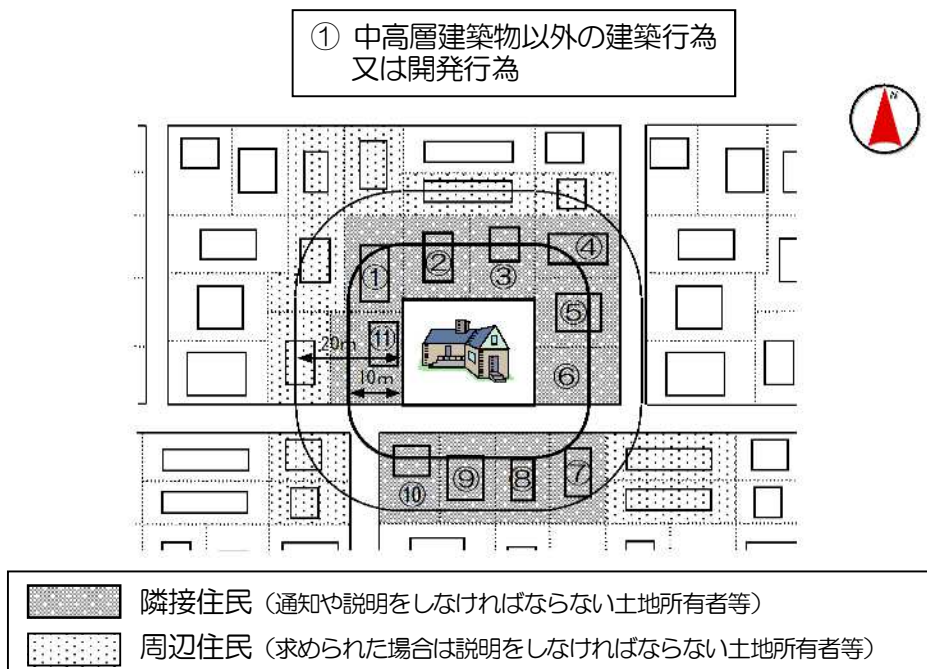 ① 中高層建築物以外の建築行為
又は開発行為
N
④
②
③
①
⑤
⑪
20m
⑥
10m
⑦
⑨
⑧
⑩
隣接住民（通知や説明をしなければならない土地所有者等）
周辺住民（求められた場合は説明をしなければならない土地所有者等）